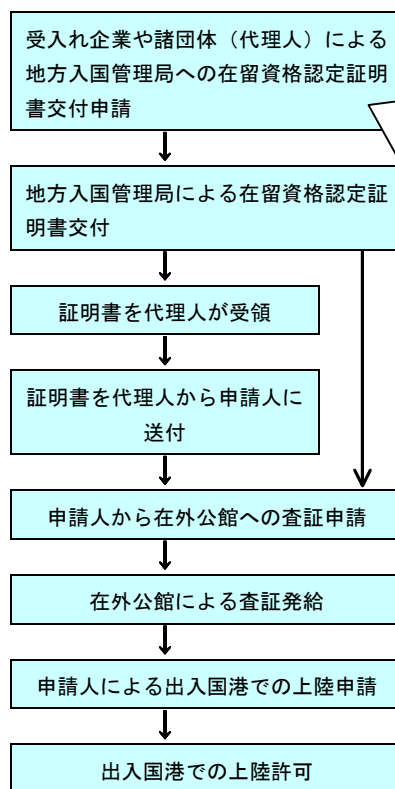 受入れ企業や諸団体（代理人）による
地方入国管理局への在留資格認定証明
書交付申請
地方入国管理局による在留資格認定証
明書交付
証明書を代理人が受領
証明書を代理人から申請人に
送付
申請人から在外公館への査証申請
在外公館による査証発給
申請人による出入国港での上陸申請
出入国港での上陸許可